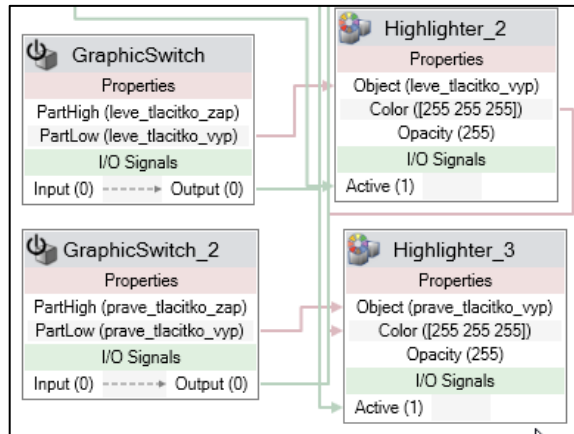 GraphicSwitch
Properties
PartHigh (leve_tlacitko_zap)
PartLow (leve_tlacitko_vyp)
I/O Signals
Input (0) Output (0)
Highlighter_2
Properties
Object (leve_tlacitko_vyp)
Color ([255 255 255])
Opacity (255)
I/O Signals
Active (1)
GraphicSwitch_2
Properties
PartHigh (prave_tlacitko_zap)
PartLow (prave_tlacitko_vyp)
I/O Signals
Input (0) Output (0)
Highlighter_3
Properties
Object (prave_tlacitko_vyp)
Color ([255 255 255])
Opacity (255)
I/O Signals
Active (1)